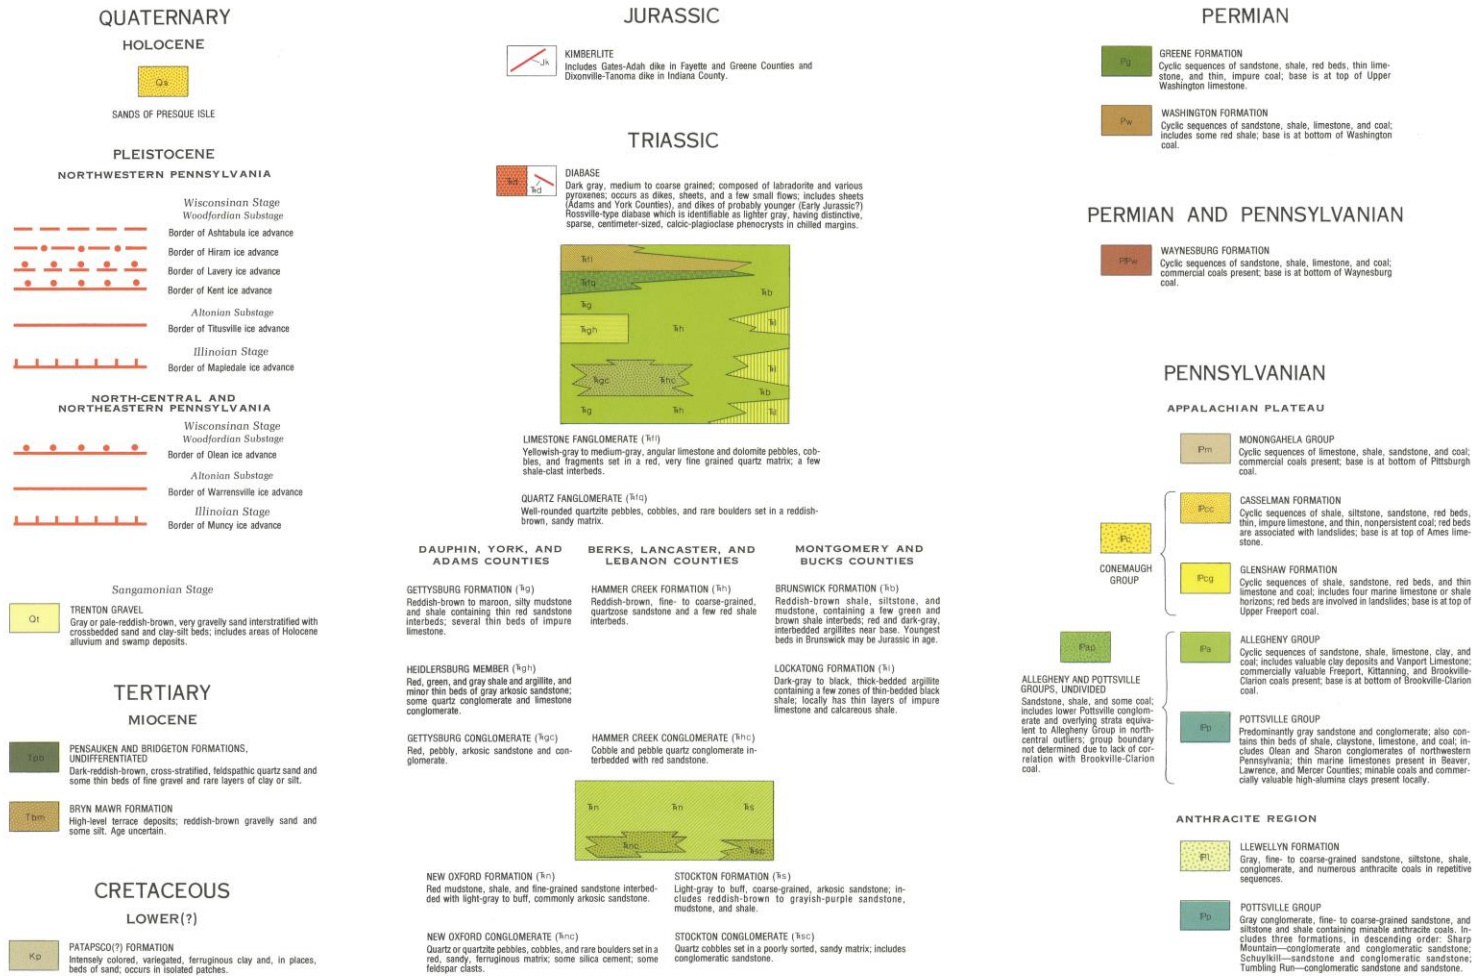 QUATERNARY
HOLOCENE
Qs
SANDS OF PRESQUE ISLE
PLEISTOCENE
NORTHWESTERN PENNSYLVANIA
Wisconsinan Stage
Woodfordian Substage
Border of Ashtabula ice advance
Border of Hiram ice advance
Border of Lavery ice advance
Border of Kent ice advance
Altonian Substage
Border of Titusville ice advance
Illinoian Stage
Border of Mapledale ice advance
NORTH-CENTRAL AND
NORTHEASTERN PENNSYLVANIA
Wisconsinan Stage
Woodfordian Substage
Border of Olean ice advance
Altonian Substage
Border of Warrensville ice advance
Illinoian Stage
Border of Muncy ice advance
Sangamonian Stage
Qt
TRENTON GRAVEL
Gray or pale-reddish-brown, very gravelly sand interstratified with
crossbedded sand and clay-silt beds; includes areas of Holocene
alluvium and swamp deposits.
TERTIARY
MIOCENE
Tpb
PENSAUKEN AND BRIDGETON FORMATIONS,
UNDIFFERENTIATED
Dark-reddish-brown, cross-stratified, feldspathic quartz sand and
some thin beds of fine gravel and rare layers of clay or silt.
Tbm
BRYN MAWR FORMATION
High-level terrace deposits; reddish-brown gravelly sand and
some silt. Age uncertain.
CRETACEOUS
LOWER(?)
Kp
PATAPSCO(?) FORMATION
Intensely colored, variegated, ferruginous clay and, in places,
beds of sand; occurs in isolated patches.
JURASSIC
Jk
KIMBERLITE
Includes Gates-Adah dike in Fayette and Greene Counties and
Dixonville-Tanoma dike in Indiana County.
TRIASSIC
Ꞧd
Ꞧd
DIABASE
Dark gray, medium to coarse grained; composed of labradorite and various
pyroxenes; occurs as dikes, sheets, and a few small flows; includes sheets
(Adams and York Counties), and dikes of probably younger (Early Jurassic?)
Rossville-type diabase which is identifiable as lighter gray, having distinctive,
sparse, centimeter-sized, calcic-plagioclase phenocrysts in chilled margins.
Ŧfl
Ŧfq
Ŧb
Ŧg
Ŧgh
Ŧh
Ŧl
Ŧgc
Ŧhc
Ŧl
Ŧb
Ŧg
Ŧh
Ŧl
LIMESTONE FANGLOMERATE (Ŧfl)
Yellowish-gray to medium-gray, angular limestone and dolomite pebbles, cob-
bles, and fragments set in a red, very fine grained quartz matrix; a few
shale-clast interbeds.
QUARTZ FANGLOMERATE (Ŧfq)
Well-rounded quartzite pebbles, cobbles, and rare boulders set in a reddish-
brown, sandy matrix.
DAUPHIN, YORK, AND
ADAMS COUNTIES
GETTYSBURG FORMATION (Ŧg)
Reddish-brown to maroon, silty mudstone
and shale containing thin red sandstone
interbeds; several thin beds of impure
limestone.
HEIDLERSBURG MEMBER (Ŧgh)
Red, green, and gray shale and argillite, and
minor thin beds of gray arkosic sandstone;
some quartz conglomerate and limestone
conglomerate.
GETTYSBURG CONGLOMERATE (Ŧgc)
Red, pebbly, arkosic sandstone and con-
glomerate.
BERKS, LANCASTER, AND
LEBANON COUNTIES
HAMMER CREEK FORMATION (Ŧh)
Reddish-brown, fine- to coarse-grained,
quartzose sandstone and a few red shale
interbeds.
HAMMER CREEK CONGLOMERATE (Ŧhc)
Cobble and pebble quartz conglomerate in-
terbedded with red sandstone.
MONTGOMERY AND
BUCKS COUNTIES
BRUNSWICK FORMATION (Ŧb)
Reddish-brown shale, siltstone, and
mudstone, containing a few green and
brown shale interbeds; red and dark-gray,
interbedded argillites near base. Youngest
beds in Brunswick may be Jurassic in age.
LOCKATONG FORMATION (Ŧl)
Dark-gray to black, thick-bedded argillite
containing a few zones of thin-bedded black
shale; locally has thin layers of impure
limestone and calcareous shale.
Ŧn
Ŧn
Ŧs
Ŧnc
Ŧsc
NEW OXFORD FORMATION (Ŧn)
Red mudstone, shale, and fine-grained sandstone interbed-
ded with light-gray to buff, commonly arkosic sandstone.
NEW OXFORD CONGLOMERATE (Ŧnc)
Quartz or quartzite pebbles, cobbles, and rare boulders set in a
red, sandy, ferruginous matrix; some silica cement; some
feldspar clasts.
STOCKTON FORMATION (Ŧs)
Light-gray to buff, coarse-grained, arkosic sandstone; in-
cludes reddish-brown to grayish-purple sandstone,
mudstone, and shale.
STOCKTON CONGLOMERATE (Ŧsc)
Quartz cobbles set in a poorly sorted, sandy matrix; includes
conglomeratic sandstone.
PERMIAN
Pg
GREENE FORMATION
Cyclic sequences of sandstone, shale, red beds, thin lime-
stone, and thin, impure coal; base is at top of Upper
Washington limestone.
Pw
WASHINGTON FORMATION
Cyclic sequences of sandstone, shale, limestone, and coal;
includes some red shale; base is at bottom of Washington
coal.
PERMIAN AND PENNSYLVANIAN
PIPw
WAYNESBURG FORMATION
Cyclic sequences of sandstone, shale, limestone, and coal;
commercial coals present; base is at bottom of Waynesburg
coal.
PENNSYLVANIAN
APPALACHIAN PLATEAU
IPm
MONONGAHELA GROUP
Cyclic sequences of limestone, shale, sandstone, and coal;
commercial coals present; base is at bottom of Pittsburgh
coal.
IPc
CONEMAUGH
GROUP
IPcc
CASSELMAN FORMATION
Cyclic sequences of shale, siltstone, sandstone, red beds,
thin, impure limestone, and thin, nonpersistent coal; red beds
are associated with landslides; base is at top of Ames lime-
stone.
IPcg
GLENSHAW FORMATION
Cyclic sequences of shale, sandstone, red beds, and thin
limestone and coal; includes four marine limestone or shale
horizons; red beds are involved in landslides; base is at top of
Upper Freeport coal.
IPap
ALLEGHENY AND POTTSVILLE
GROUPS, UNDIVIDED
Sandstone, shale, and some coal;
includes lower Pottsville conglom-
erate and overlying strata equiva-
lent to Allegheny Group in north-
central outliers; group boundary
not determined due to lack of cor-
relation with Brookville-Clarion
coal.
IPa
ALLEGHENY GROUP
Cyclic sequences of sandstone, shale, limestone, clay, and
coal; includes valuable clay deposits and Vanport Limestone;
commercially valuable Freeport, Kittanning, and Brookville-
Clarion coals present; base is at bottom of Brookville-Clarion
coal.
IPp
POTTSVILLE GROUP
Predominantly gray sandstone and conglomerate; also con-
tains thin beds of shale, claystone, limestone, and coal; in-
cludes Olean and Sharon conglomerates of northwestern
Pennsylvania; thin marine limestones present in Beaver,
Lawrence, and Mercer Counties; minable coals and commer-
cially valuable high-alumina clays present locally.
ANTHRACITE REGION
IPl
LLEWELLYN FORMATION
Gray, fine- to coarse-grained sandstone, siltstone, shale,
conglomerate, and numerous anthracite coals in repetitive
sequences.
IPp
POTTSVILLE GROUP
Gray conglomerate, fine- to coarse-grained sandstone, and
siltstone and shale containing minable anthracite coals. In-
cludes three formations, in descending order: Sharp
Mountain—conglomerate and conglomeratic sandstone;
Schuylkill—sandstone and conglomeratic sandstone;
Tumbling Run—conglomeratic sandstone and sandstone.